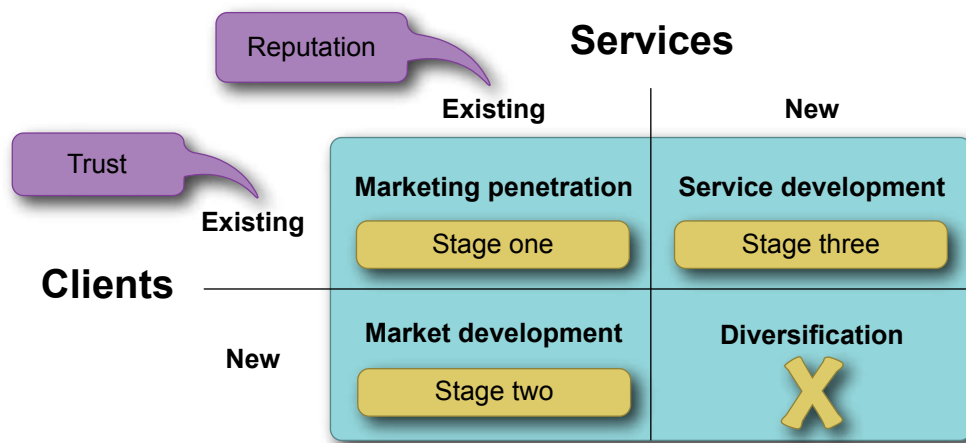 Reputation
Services
Existing
New
Trust
Marketing penetration
Service development
Existing
Stage one
Stage three
Clients
Market development
Diversification
New
Stage two
X